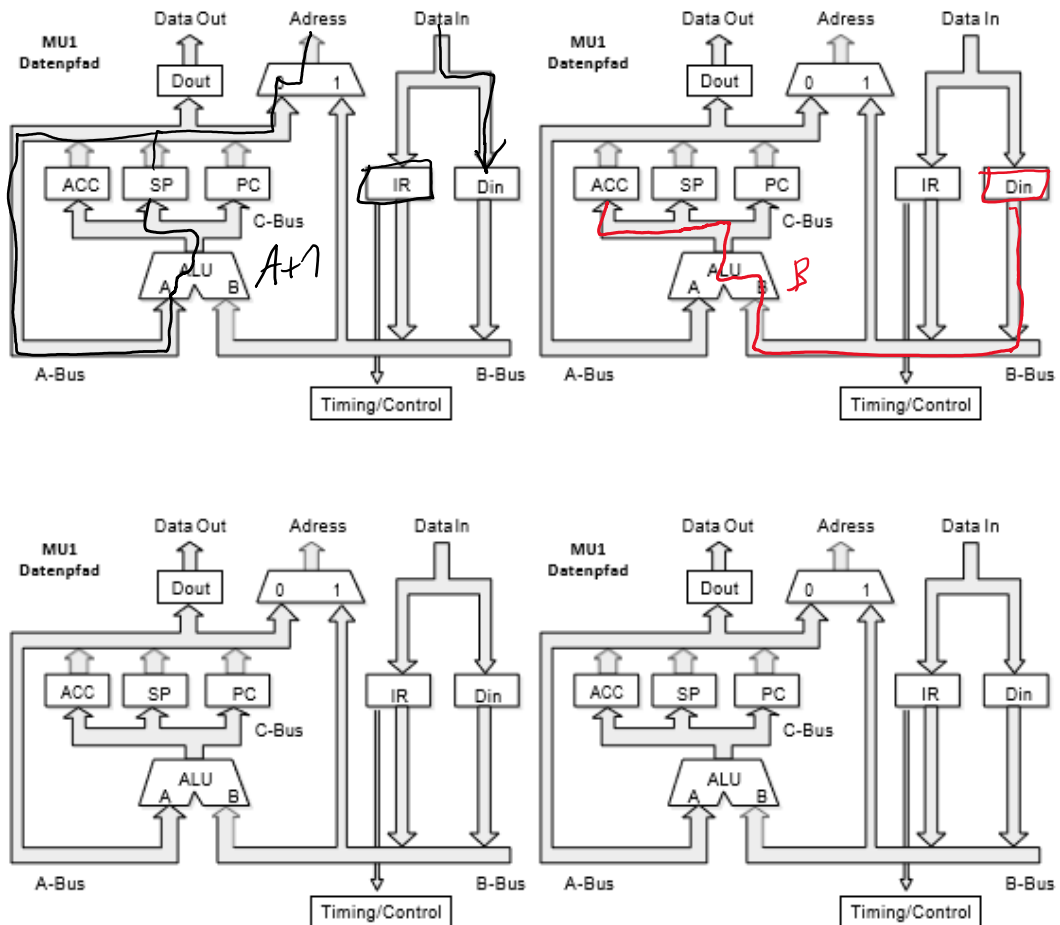 Data Out Adress Data In
MU1
Datenpfad
Dout 0 1
ACC SP PC IR Din
C-Bus
ALU A+1
A B
A-Bus B-Bus
Timing/Control
Data Out Adress Data In
MU1
Datenpfad
Dout 0 1
ACC SP PC IR Din
C-Bus
ALU B
A B
A-Bus B-Bus
Timing/Control
Data Out Adress Data In
MU1
Datenpfad
Dout 0 1
ACC SP PC IR Din
C-Bus
ALU
A B
A-Bus B-Bus
Timing/Control
Data Out Adress Data In
MU1
Datenpfad
Dout 0 1
ACC SP PC IR Din
C-Bus
ALU
A B
A-Bus B-Bus
Timing/Control